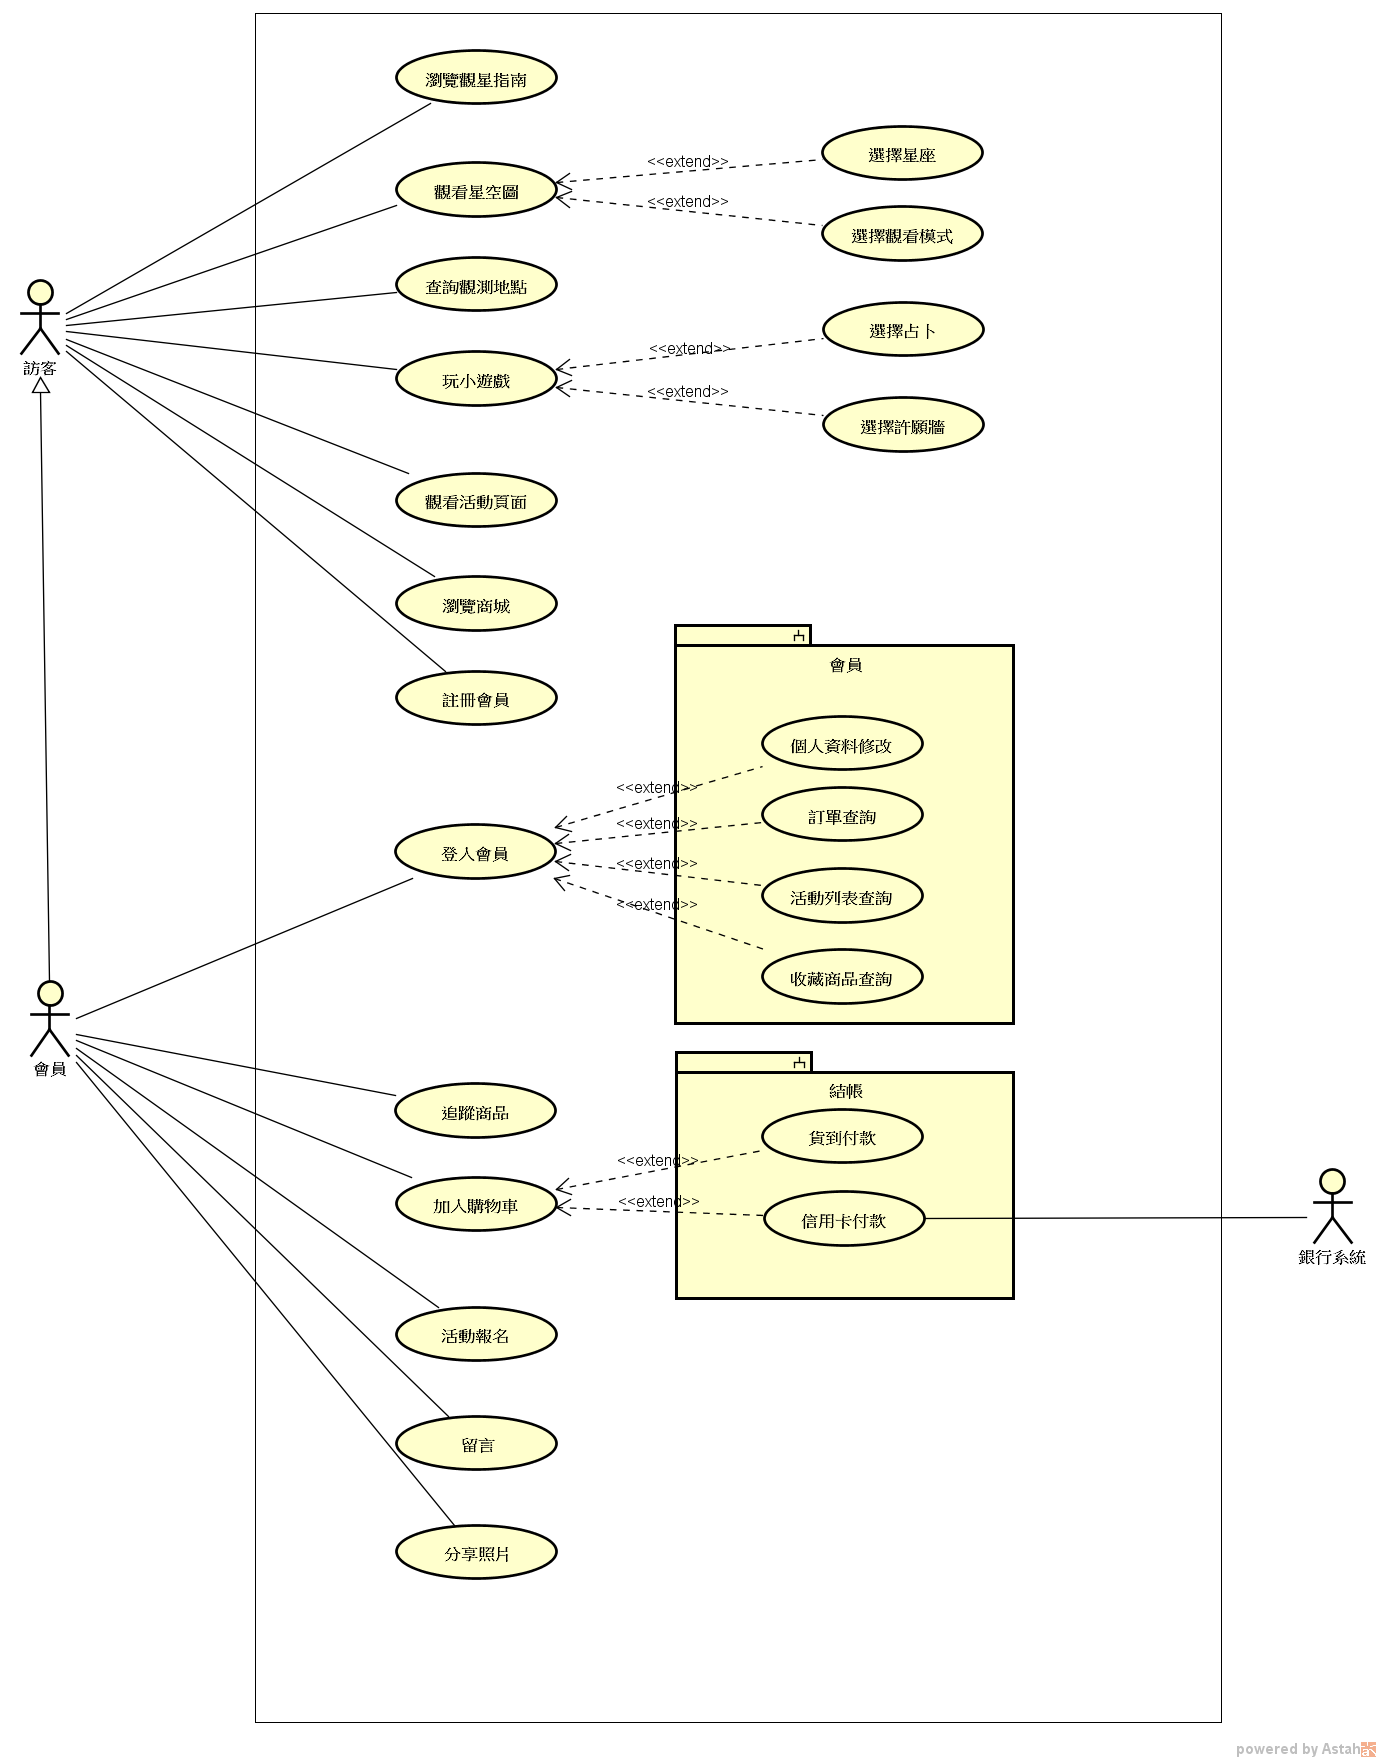 瀏覽觀星指南
選擇星座
<<extend>>
觀看星空圖
<<extend>>
選擇觀看模式
查詢觀測地點
選擇占卜
<<extend>>
訪客
玩小遊戲
<<extend>>
選擇許願牆
觀看活動頁面
瀏覽商城
會員
註冊會員
個人資料修改
<<extend>>
訂單查詢
<<extend>>
登入會員
<<extend>>
活動列表查詢
<<extend>>
收藏商品查詢
會員
結帳
追蹤商品
貨到付款
<<extend>>
<<extend>>
加入購物車
信用卡付款
銀行系統
活動報名
留言
分享照片
powered by Astah